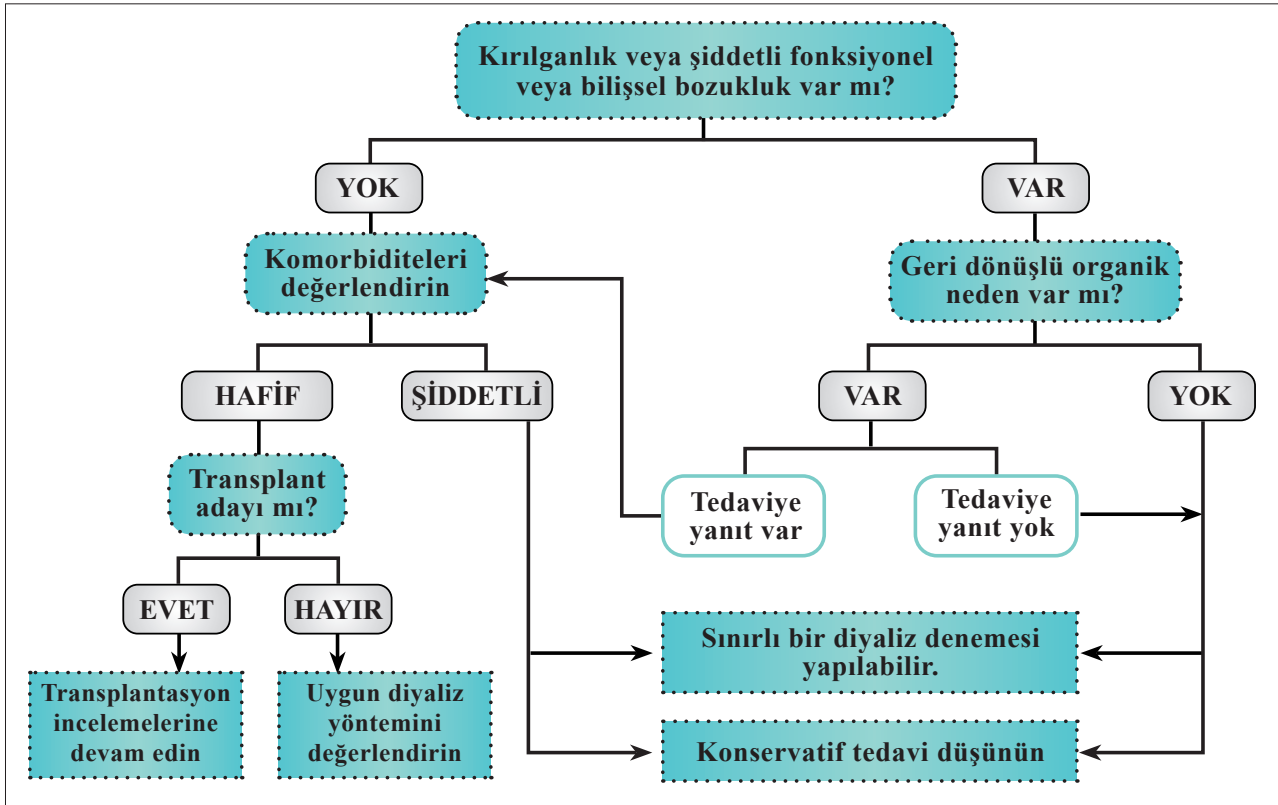 Kırılganlık veya şiddetli fonksiyonel
veya bilişsel bozukluk var mı?
YOK
VAR
Komorbiditeleri
değerlendirin
Geri dönüşlü organik
neden var mı?
HAFİF
ŞİDDETLİ
VAR
YOK
Transplant
adayı mı?
Tedaviye
yanıt var
Tedaviye
yanıt yok
EVET
HAYIR
Sınırlı bir diyaliz denemesi
yapılabilir.
Transplantasyon
incelemelerine
devam edin
Uygun diyaliz
yöntemini
değerlendirin
Konservatif tedavi düşünün